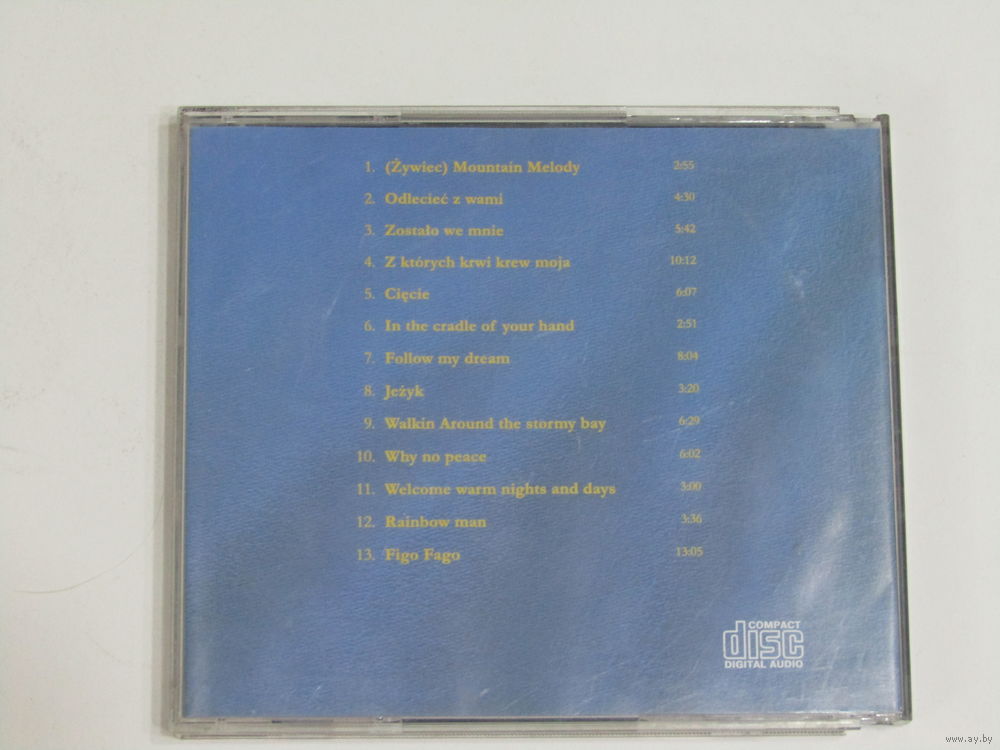 1. (Żywiec) Mountain Melody 2:55
2. Odlecieć z wami 4:30
3. Zostało we mnie 5:42
4. Z których krwi krew moja 10:12
5. Cięcie 6:07
6. In the cradle of your hand 2:51
7. Follow my dream 8:04
8. Jeżyk 3:20
9. Walkin Around the stormy bay 6:29
10. Why no peace 6:02
11. Welcome warm nights and days 3:00
12. Rainbow man 3:36
13. Figo Fago 13:05
COMPACT
disc
DIGITAL AUDIO
www.ay.by